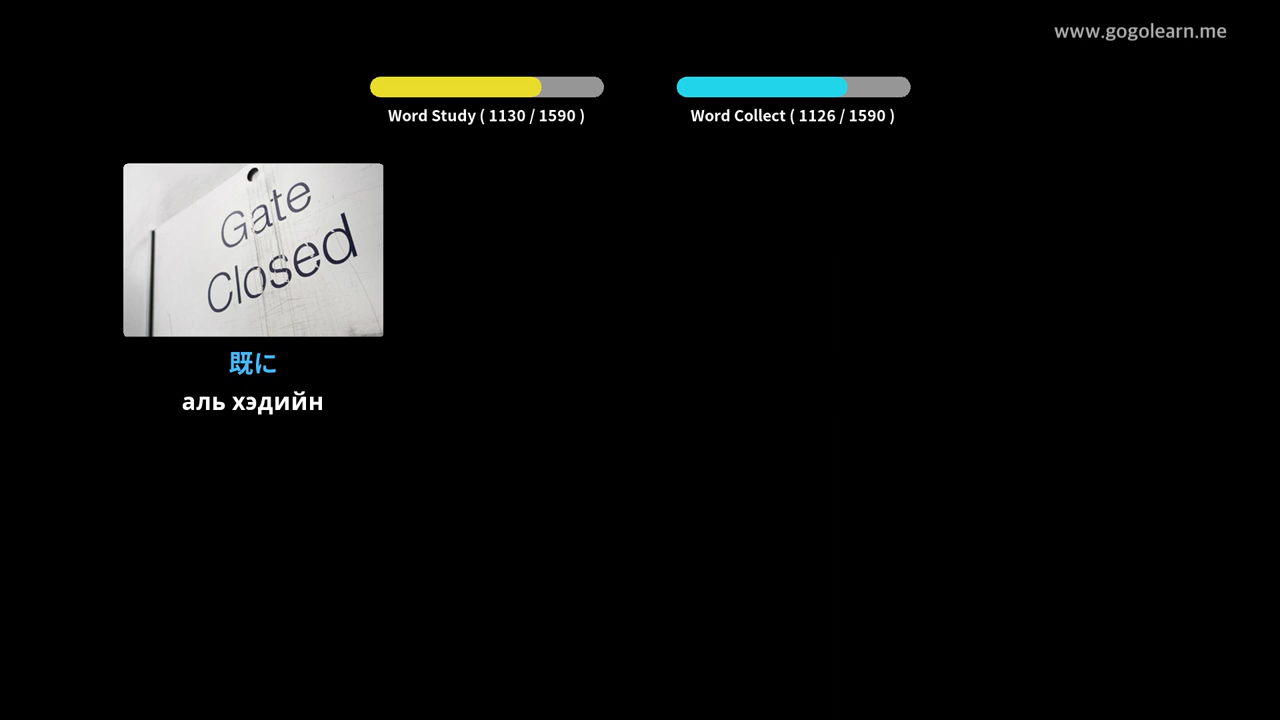 www.gogolearn.me
Word Study ( 1130 / 1590 )
Word Collect ( 1126 / 1590 )
Gate
Closed
既に
аль хэдийн